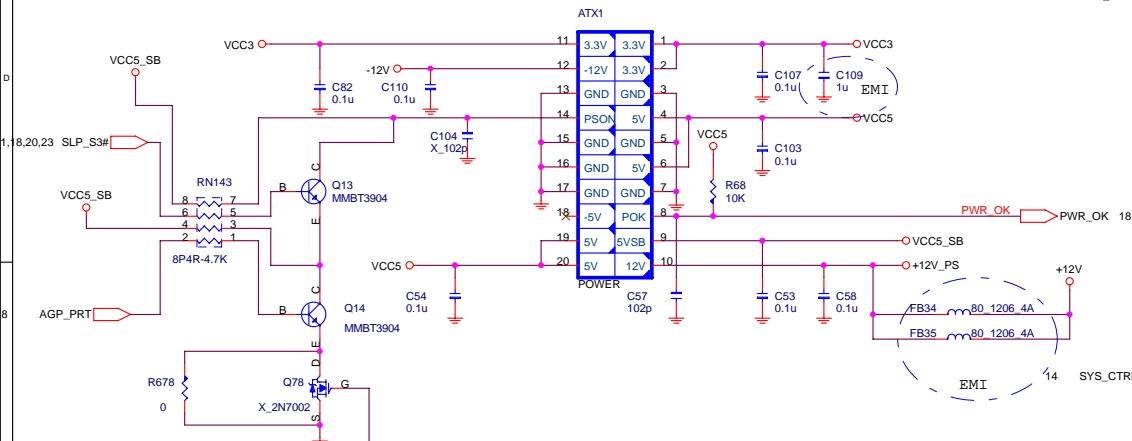 ATX1
VCC3
11
3.3V
3.3V
1
VCC3
VCC5_SB
-12V
12
-12V
3.3V
2
D
C82
0.1u
C110
0.1u
C107
0.1u
C109
1u
EMI
13
GND
GND
3
14
PSON
5V
4
VCC5
1,18,20,23 SLP_S3#
C104
X_102p
VCC5
15
GND
GND
5
C103
0.1u
16
GND
5V
6
RN143
C
B
Q13
MMBT3904
E
R68
10K
17
GND
GND
7
VCC5_SB
8
7
6
5
4
3
2
1
8P4R-4.7K
18
-5V
POK
8
PWR_OK
PWR_OK 18
19
5V
5VSB
9
VCC5_SB
VCC5
20
5V
12V
10
+12V_PS
+12V
POWER
C54
0.1u
C57
102p
C53
0.1u
C58
0.1u
8
AGP_PRT
C
B
Q14
MMBT3904
E
FB34
80_1206_4A
FB35
80_1206_4A
EMI
14
SYS_CTR
R678
0
D
Q78
G
X_2N7002
S